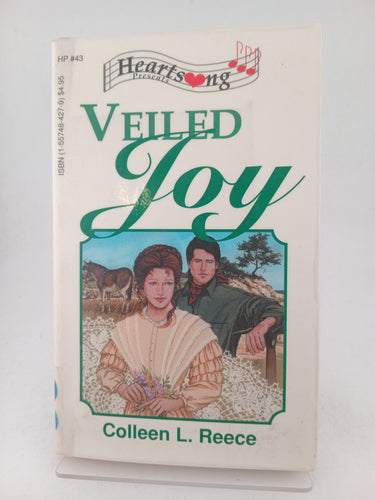 HP #43
ISBN (1-55748-427-9) $4.95
Heartsong
Presents
VEILED
Joy
Colleen L. Reece